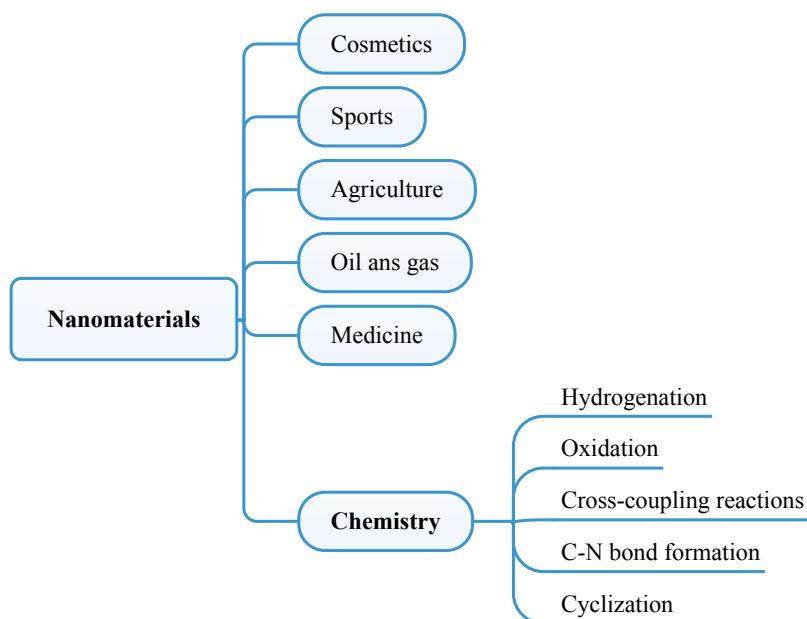 Cosmetics
Sports
Agriculture
Oil ans gas
Nanomaterials
Medicine
Hydrogenation
Oxidation
Cross-coupling reactions
Chemistry
C-N bond formation
Cyclization